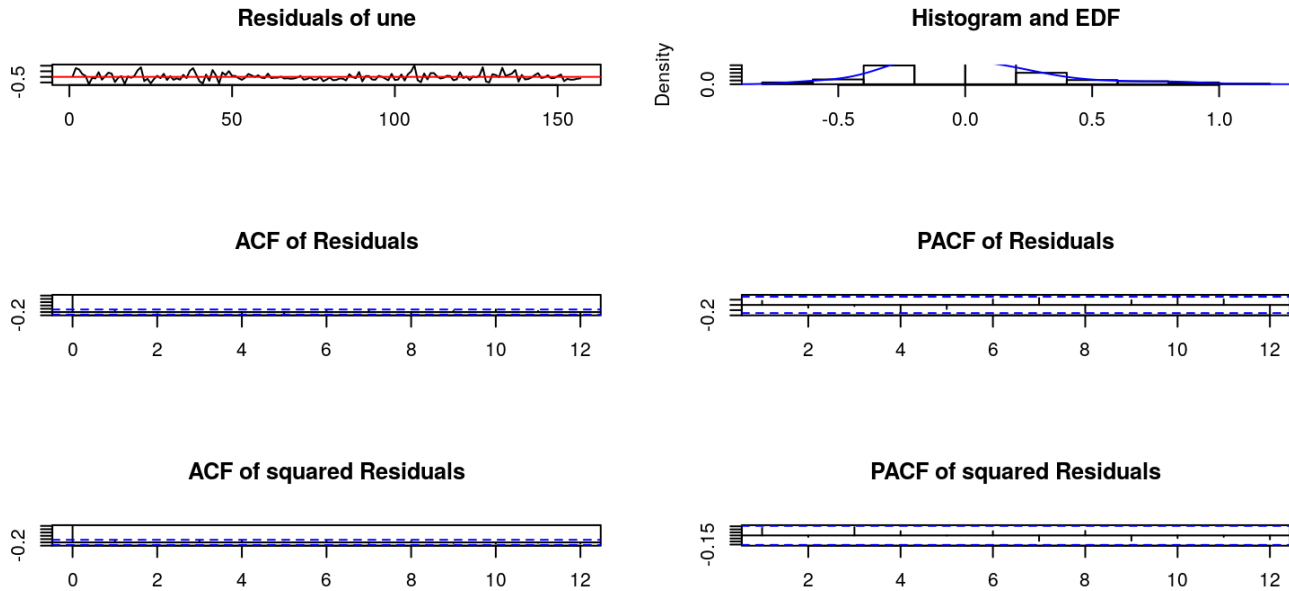 Residuals of une
-0.5
0 50 100 150
Histogram and EDF
Density
0.0
-0.5 0.0 0.5 1.0
ACF of Residuals
-0.2
0 2 4 6 8 10 12
PACF of Residuals
-0.2
2 4 6 8 10 12
ACF of squared Residuals
-0.2
0 2 4 6 8 10 12
PACF of squared Residuals
-0.15
2 4 6 8 10 12